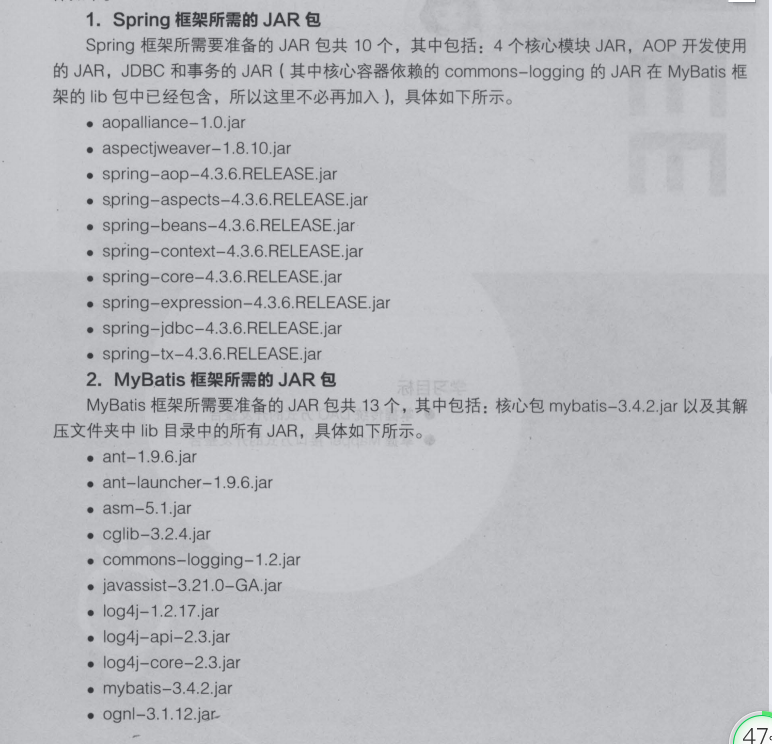 1. Spring 框架所需的 JAR 包
Spring 框架所需要准备的 JAR 包共 10 个，其中包括：4 个核心模块 JAR，AOP 开发使用
的 JAR，JDBC 和事务的 JAR（其中核心容器依赖的 commons-logging 的 JAR 在 MyBatis 框
架的 lib 包中已经包含，所以这里不必再加入），具体如下所示。
● aopalliance-1.0.jar
● aspectjweaver-1.8.10.jar
● spring-aop-4.3.6.RELEASE.jar
● spring-aspects-4.3.6.RELEASE.jar
● spring-beans-4.3.6.RELEASE.jar
● spring-context-4.3.6.RELEASE.jar
● spring-core-4.3.6.RELEASE.jar
● spring-expression-4.3.6.RELEASE.jar
● spring-jdbc-4.3.6.RELEASE.jar
● spring-tx-4.3.6.RELEASE.jar
2. MyBatis 框架所需的 JAR 包
MyBatis 框架所需要准备的 JAR 包共 13 个，其中包括：核心包 mybatis-3.4.2.jar 以及其解
压文件夹中 lib 目录中的所有 JAR，具体如下所示。
● ant-1.9.6.jar
● ant-launcher-1.9.6.jar
● asm-5.1.jar
● cglib-3.2.4.jar
● commons-logging-1.2.jar
● javassist-3.21.0-GA.jar
● log4j-1.2.17.jar
● log4j-api-2.3.jar
● log4j-core-2.3.jar
● mybatis-3.4.2.jar
● ognl-3.1.12.jar
47